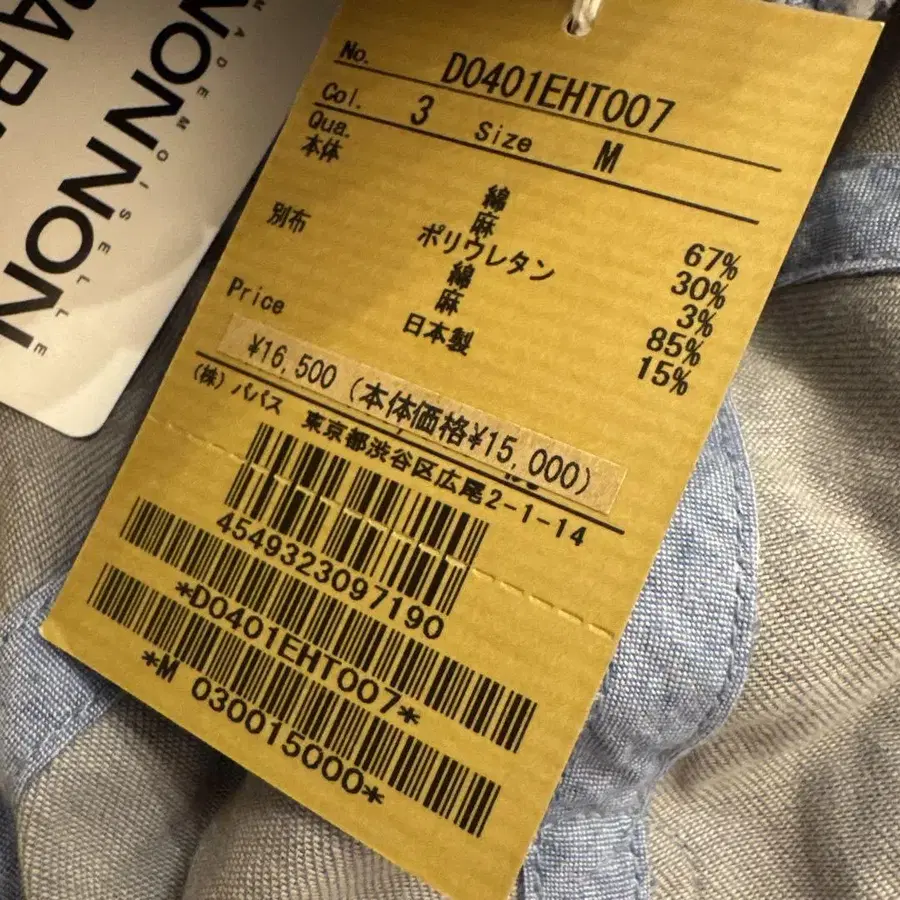 MADEMOISELLE
NON NON
No. D0401EHT007
Col. 3 Size M
Qua.
本体 綿 67%
麻 30%
ポリウレタン 3%
別布 綿 85%
麻 15%
日本製
Price
¥16,500 (本体価格¥15,000)
(株) パパス 東京都渋谷区広尾2-1-14
4549323097190
*D0401EHT007*
*M 030015000*